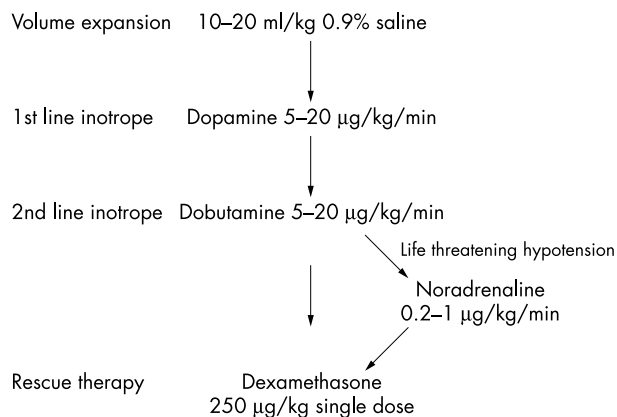 Volume expansion 10–20 ml/kg 0.9% saline
1st line inotrope Dopamine 5–20 µg/kg/min
2nd line inotrope Dobutamine 5–20 µg/kg/min
Life threatening hypotension
Noradrenaline
0.2–1 µg/kg/min
Rescue therapy Dexamethasone
250 µg/kg single dose